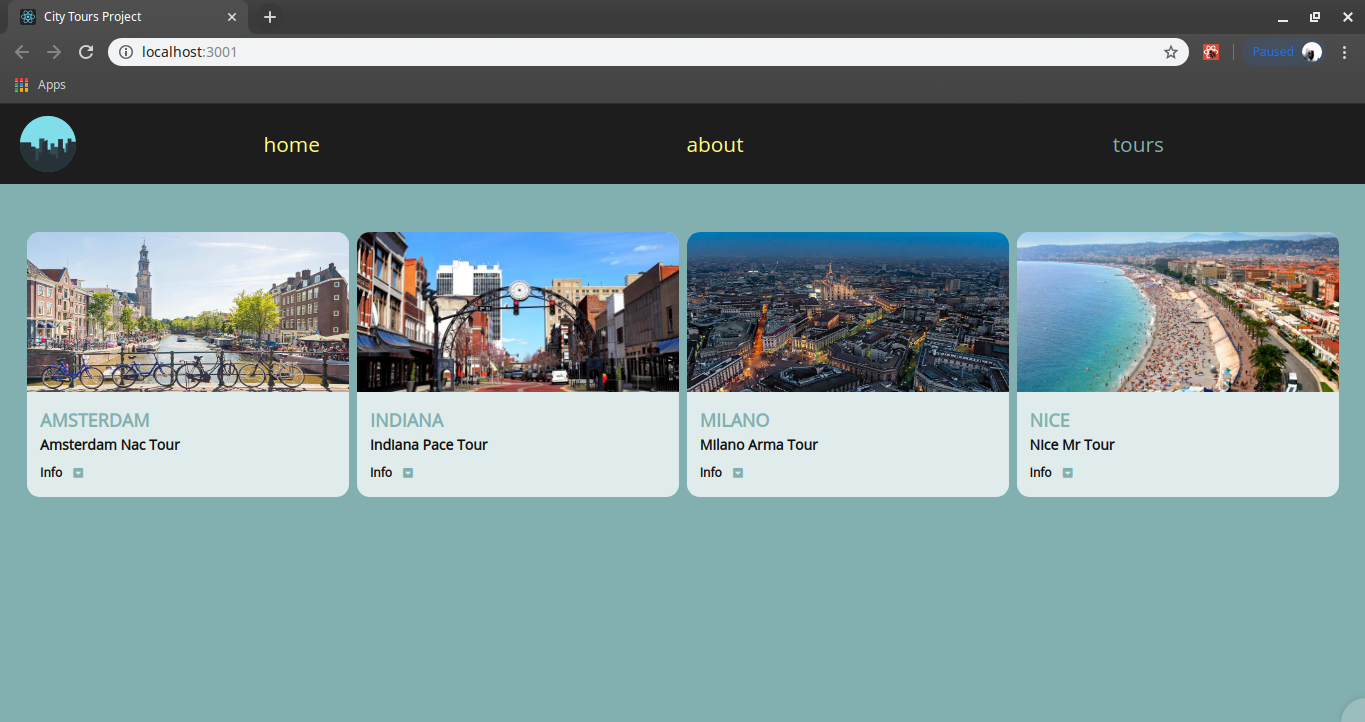 City Tours Project
localhost:3001
Paused
Apps
home about tours
AMSTERDAM
Amsterdam Nac Tour
Info
INDIANA
Indiana Pace Tour
Info
MILANO
Milano Arma Tour
Info
NICE
Nice Mr Tour
Info